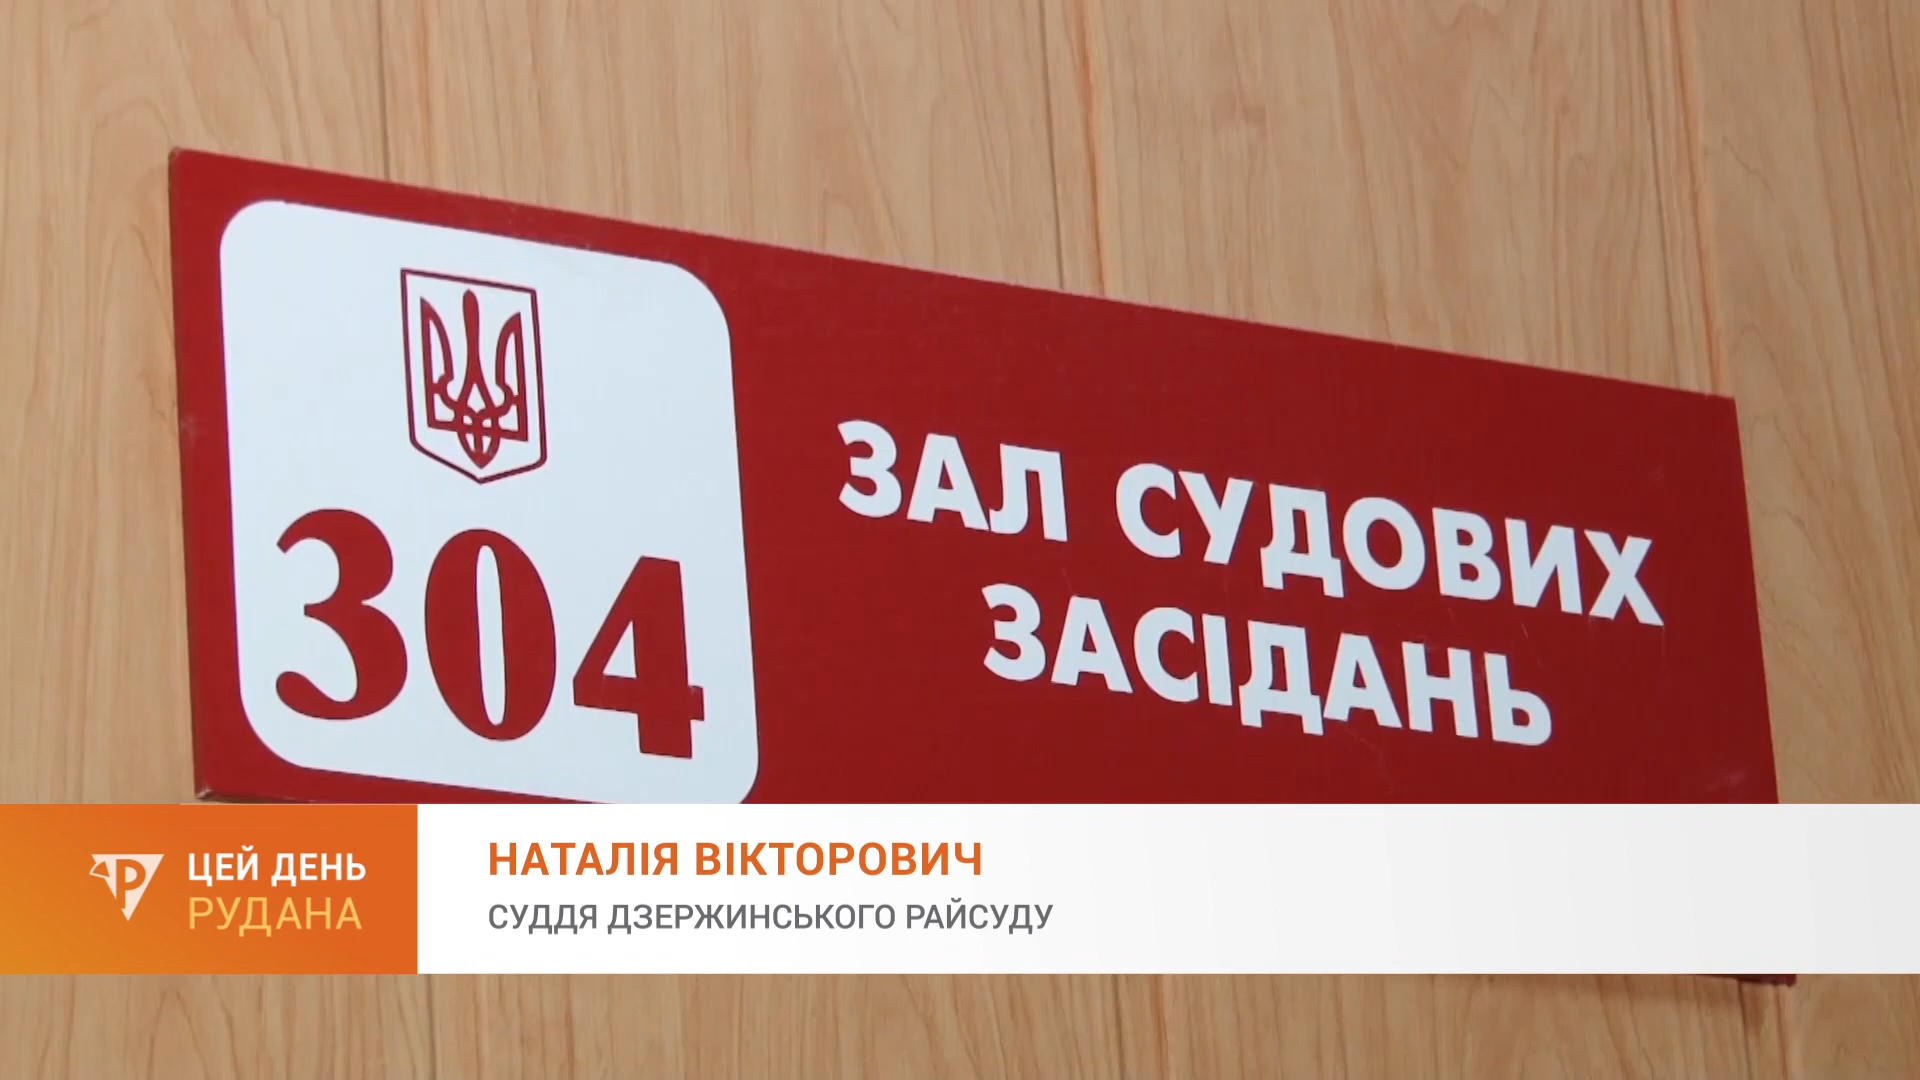 304
ЗАЛ СУДОВИХ
ЗАСІДАНЬ
ЦЕЙ ДЕНЬ
РУДАНА
НАТАЛІЯ ВІКТОРОВИЧ
СУДДЯ ДЗЕРЖИНСЬКОГО РАЙСУДУ